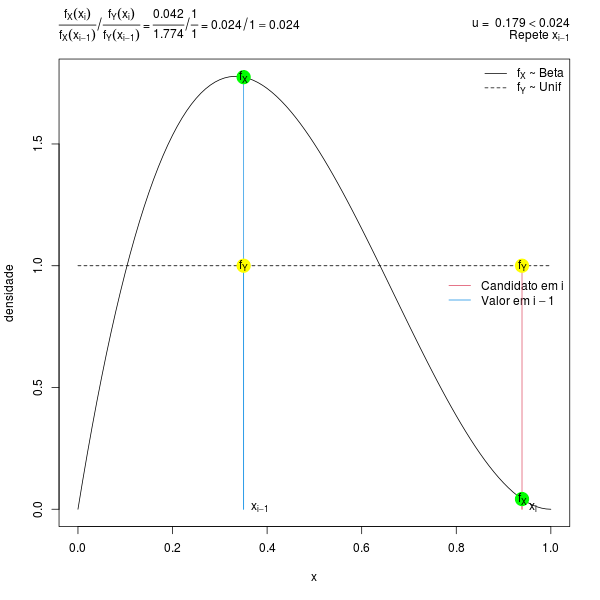 fX(xi) / fX(xi−1) / fY(xi) / fY(xi−1) = 0.042 / 1.774 / 1 / 1 = 0.024 / 1 = 0.024
u = 0.179 < 0.024
Repete xi−1
fX ~ Beta
fY ~ Unif
fX
fY
fY
Candidato em i
Valor em i − 1
fX
xi−1
xi
densidade
0.0
0.5
1.0
1.5
0.0 0.2 0.4 0.6 0.8 1.0
x